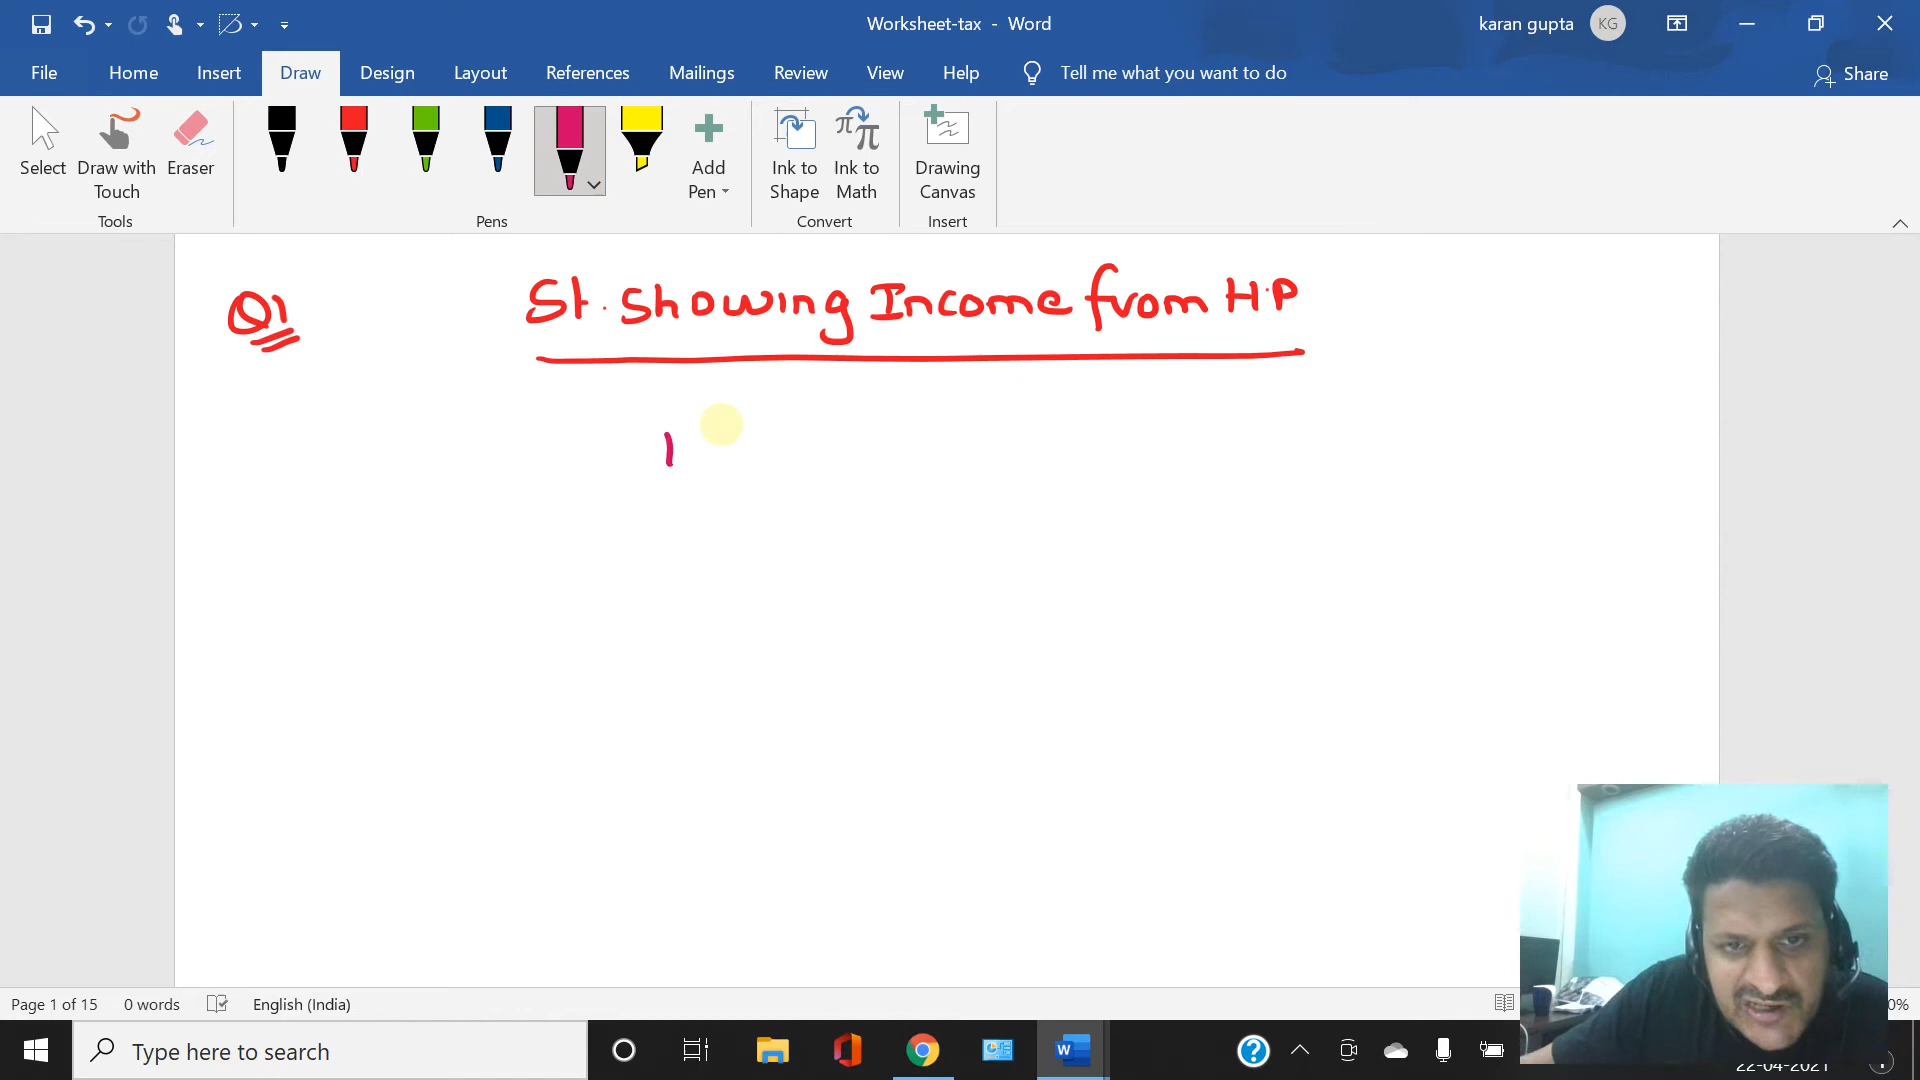 Worksheet-tax - Word
karan gupta KG
File Home Insert Draw Design Layout References Mailings Review View Help Tell me what you want to do Share
Select Draw with Touch Eraser Add Pen Ink to Shape Ink to Math Drawing Canvas
Tools Pens Convert Insert
Q1 St. Showing Income from H.P
Page 1 of 15 0 words English (India)
Type here to search
22-04-2021